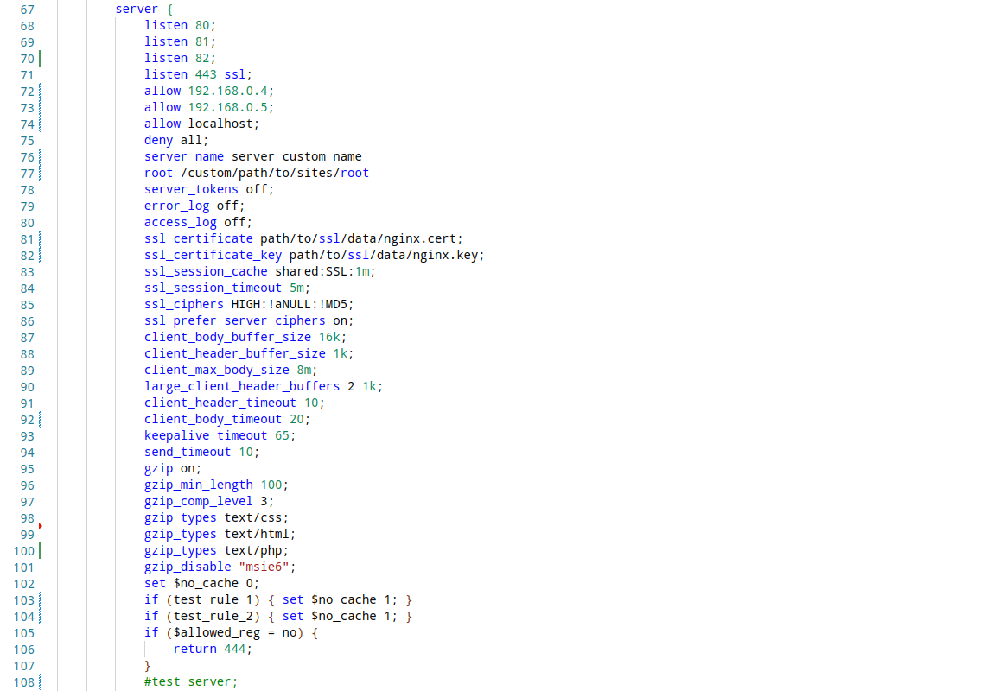 67 server {
68 listen 80;
69 listen 81;
70 listen 82;
71 listen 443 ssl;
72 allow 192.168.0.4;
73 allow 192.168.0.5;
74 allow localhost;
75 deny all;
76 server_name server_custom_name
77 root /custom/path/to/sites/root
78 server_tokens off;
79 error_log off;
80 access_log off;
81 ssl_certificate path/to/ssl/data/nginx.cert;
82 ssl_certificate_key path/to/ssl/data/nginx.key;
83 ssl_session_cache shared:SSL:1m;
84 ssl_session_timeout 5m;
85 ssl_ciphers HIGH:!aNULL:!MD5;
86 ssl_prefer_server_ciphers on;
87 client_body_buffer_size 16k;
88 client_header_buffer_size 1k;
89 client_max_body_size 8m;
90 large_client_header_buffers 2 1k;
91 client_header_timeout 10;
92 client_body_timeout 20;
93 keepalive_timeout 65;
94 send_timeout 10;
95 gzip on;
96 gzip_min_length 100;
97 gzip_comp_level 3;
98 gzip_types text/css;
99 gzip_types text/html;
100 gzip_types text/php;
101 gzip_disable "msie6";
102 set $no_cache 0;
103 if (test_rule_1) { set $no_cache 1; }
104 if (test_rule_2) { set $no_cache 1; }
105 if ($allowed_reg = no) {
106 return 444;
107 }
108 #test server;